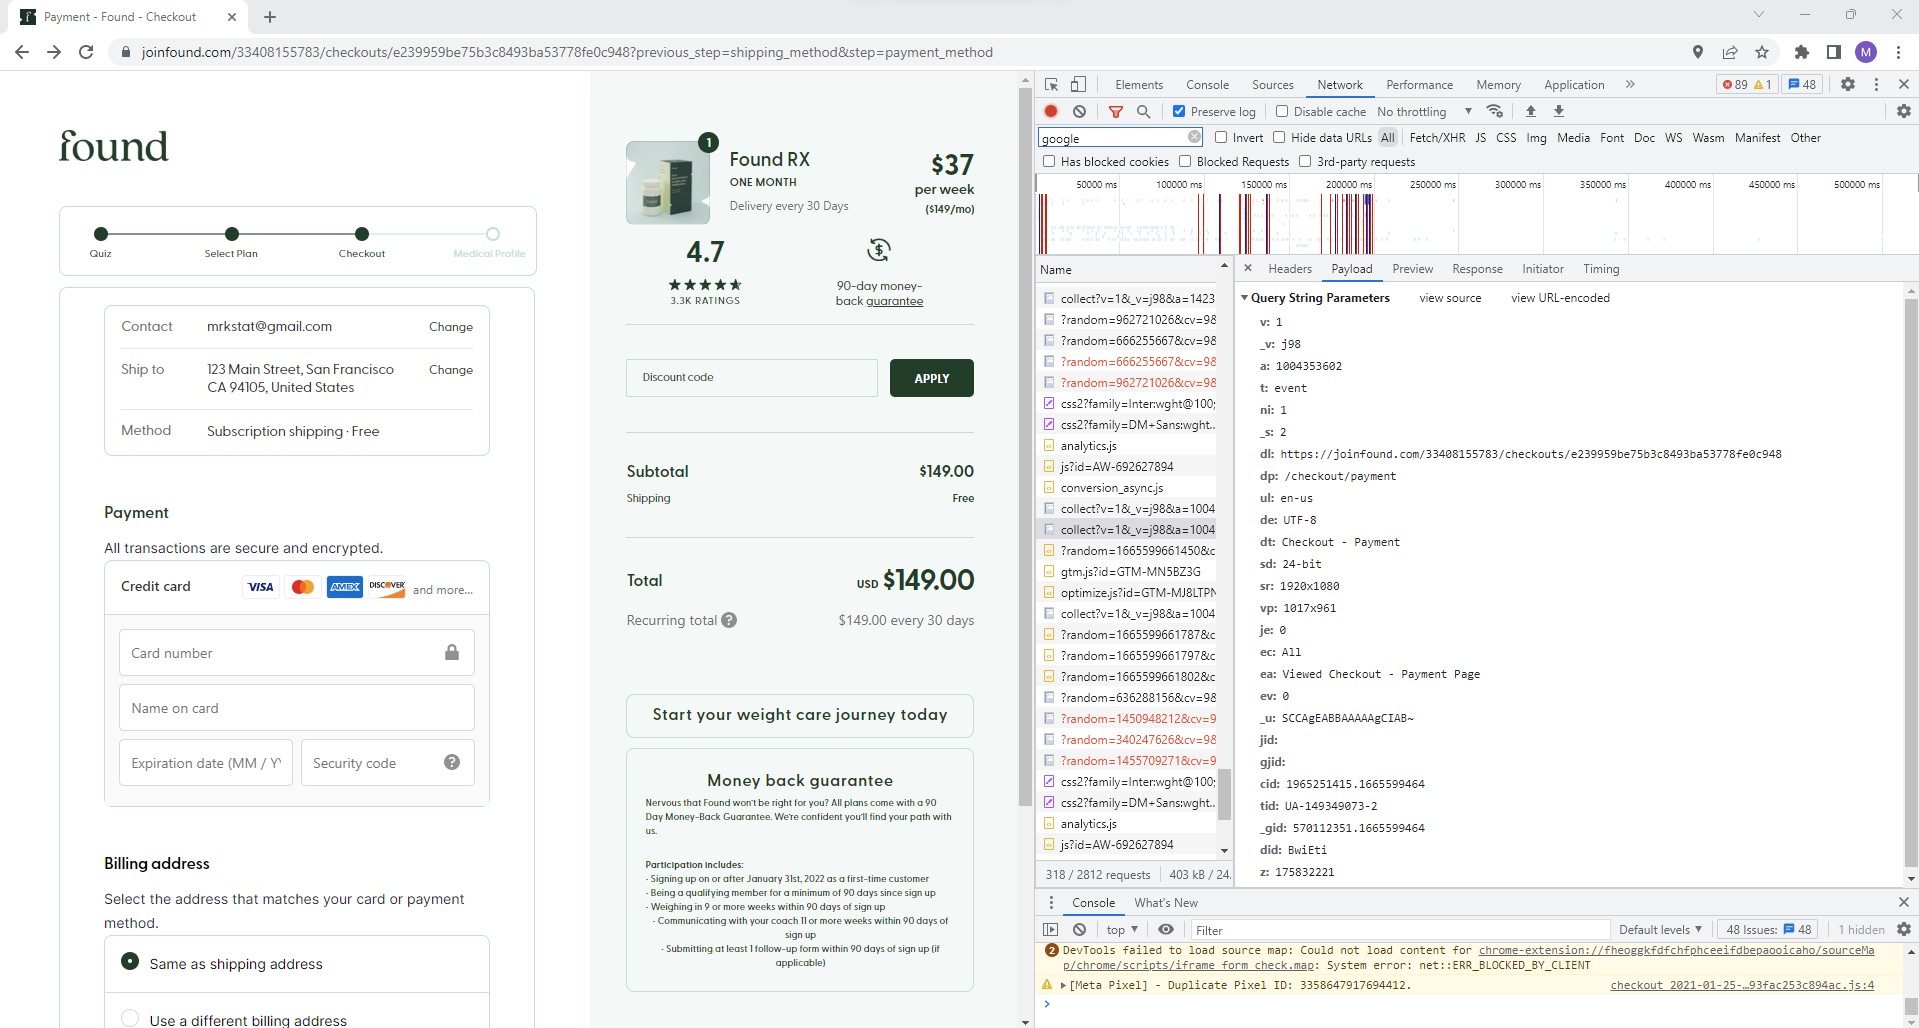 Payment - Found - Checkout
joinfound.com/33408155783/checkouts/e239959be75b3c8493ba53778fe0c948?previous_step=shipping_method&step=payment_method
M
found
Quiz
Select Plan
Checkout
Medical Profile
Contact
mrkstat@gmail.com
Change
Ship to
123 Main Street, San Francisco
CA 94105, United States
Change
Method
Subscription shipping · Free
Payment
All transactions are secure and encrypted.
Credit card
VISA
AMEX
DISCOVER
and more...
Card number
Name on card
Expiration date (MM / Y
Security code
Billing address
Select the address that matches your card or payment
method.
Same as shipping address
Use a different billing address
1
Found RX
ONE MONTH
Delivery every 30 Days
$37
per week
($149/mo)
4.7
3.3K RATINGS
90-day money-
back guarantee
Discount code
APPLY
Subtotal
$149.00
Shipping
Free
Total
USD $149.00
Recurring total
$149.00 every 30 days
Start your weight care journey today
Money back guarantee
Nervous that Found won't be right for you? All plans come with a 90
Day Money-Back Guarantee. We're confident you'll find your path with
us.
Participation includes:
- Signing up on or after January 31st, 2022 as a first-time customer
- Being a qualifying member for a minimum of 90 days since sign up
- Weighing in 9 or more weeks within 90 days of sign up
- Communicating with your coach 11 or more weeks within 90 days of
sign up
- Submitting at least 1 follow-up form within 90 days of sign up (if
applicable)
Elements Console Sources Network Performance Memory Application » 89 1 48
Preserve log Disable cache No throttling
google Invert Hide data URLs All Fetch/XHR JS CSS Img Media Font Doc WS Wasm Manifest Other
Has blocked cookies Blocked Requests 3rd-party requests
50000 ms 100000 ms 150000 ms 200000 ms 250000 ms 300000 ms 350000 ms 400000 ms 450000 ms 500000 ms
Name
collect?v=1&_v=j98&a=1423
?random=962721026&cv=9&
?random=666255667&cv=9&
?random=666255667&cv=9&
?random=962721026&cv=9&
css2?family=Inter:wght@100;
css2?family=DM+Sans:wght...
analytics.js
js?id=AW-692627894
conversion_async.js
collect?v=1&_v=j98&a=1004
collect?v=1&_v=j98&a=1004
?random=1665599661450&c
gtm.js?id=GTM-MN5BZ3G
optimize.js?id=GTM-MJ8LTPN
collect?v=1&_v=j98&a=1004
?random=1665599661787&c
?random=1665599661797&c
?random=1665599661802&c
?random=636288156&cv=9&
?random=1450948212&cv=9
?random=340247626&cv=9&
?random=1455709271&cv=9
css2?family=Inter:wght@100;
css2?family=DM+Sans:wght...
analytics.js
js?id=AW-692627894
318 / 2812 requests 403 kB / 24.
Headers Payload Preview Response Initiator Timing
Query String Parameters view source view URL-encoded
v: 1
_v: j98
a: 1004353602
t: event
ni: 1
_s: 2
dl: https://joinfound.com/33408155783/checkouts/e239959be75b3c8493ba53778fe0c948
dp: /checkout/payment
ul: en-us
de: UTF-8
dt: Checkout - Payment
sd: 24-bit
sr: 1920x1080
vp: 1017x961
je: 0
ec: All
ea: Viewed Checkout - Payment Page
ev: 0
_u: SCCAgEABBAAAAAgCIAB~
jid:
gjid:
cid: 1965251415.1665599464
tid: UA-149349073-2
_gid: 570112351.1665599464
did: BwiEti
z: 175832221
Console What's New
top Filter Default levels 48 Issues: 48 1 hidden
2 DevTools failed to load source map: Could not load content for chrome-extension://fheoggkfdfchfphceeifdbepaooicaho/sourceMa
p/chrome/scripts/iframe form check.map: System error: net::ERR_BLOCKED_BY_CLIENT
[Meta Pixel] - Duplicate Pixel ID: 3358647917694412. checkout 2021-01-25-…93fac253c894ac.js:4